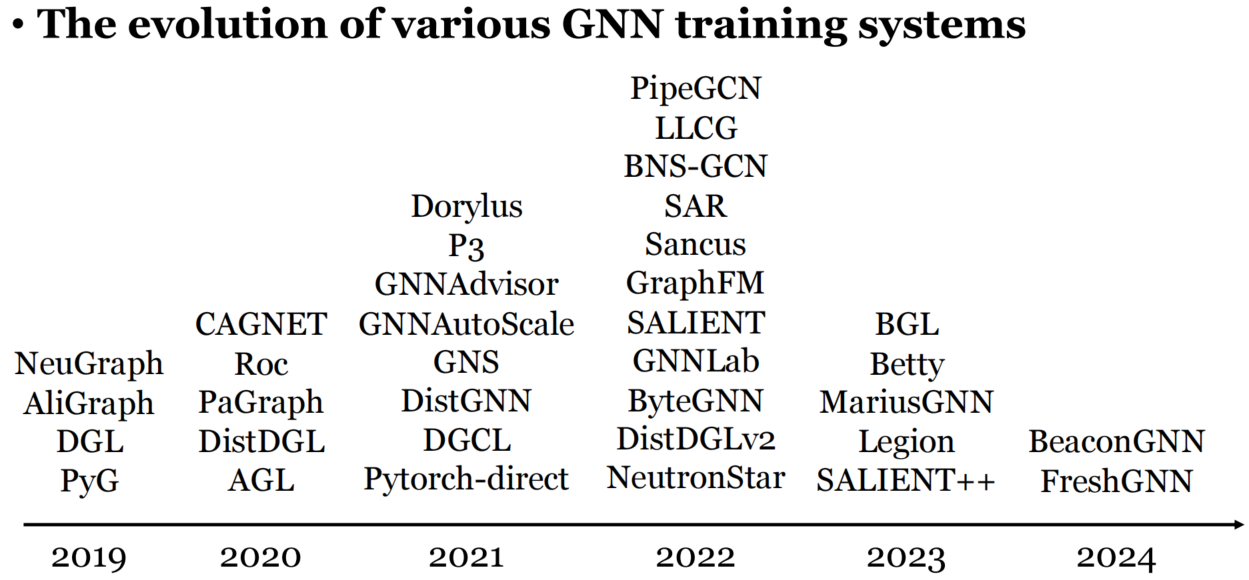 • The evolution of various GNN training systems
PipeGCN
LLCG
BNS-GCN
Dorylus SAR
P3 Sancus
GNNAdvisor GraphFM
CAGNET GNNAutoScale SALIENT BGL
NeuGraph Roc GNS GNNLab Betty
AliGraph PaGraph DistGNN ByteGNN MariusGNN
DGL DistDGL DGCL DistDGLv2 Legion BeaconGNN
PyG AGL Pytorch-direct NeutronStar SALIENT++ FreshGNN
2019 2020 2021 2022 2023 2024